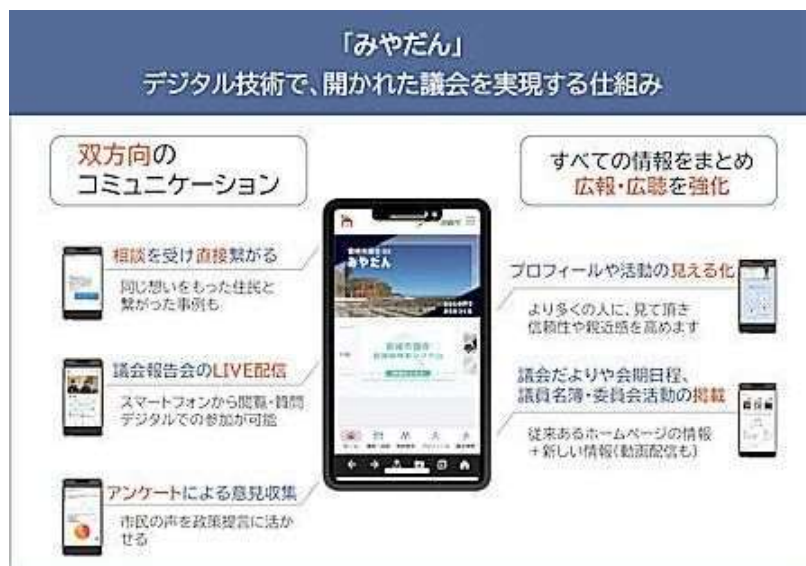 「みやだん」
デジタル技術で、開かれた議会を実現する仕組み
双方向の
コミュニケーション
相談を受け直接繋がる
同じ想いをもった住民と
繋がった事例も
議会報告会のLIVE配信
スマートフォンから閲覧・質問
デジタルでの参加が可能
アンケートによる意見収集
市民の声を政策提言に活か
せる
みやだん
すべての情報をまとめ
広報・広聴を強化
プロフィールや活動の見える化
より多くの人に、見て頂き
信頼性や親近感を高めます
議会だよりや会期日程、
議員名簿・委員会活動の掲載
従来あるホームページの情報
+新しい情報(動画配信も)